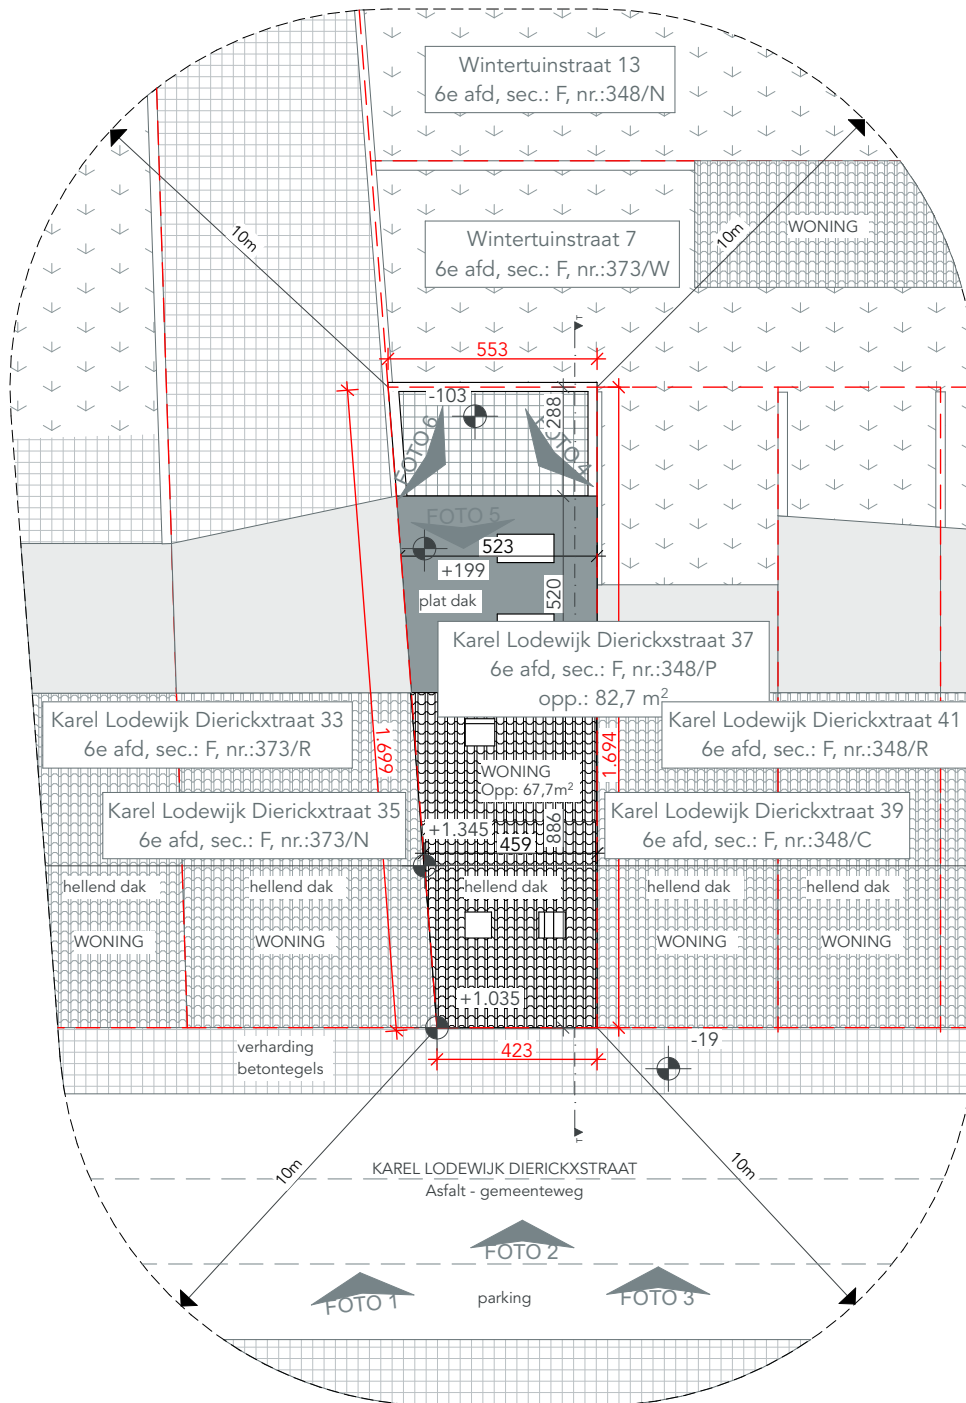 Wintertuinstraat 13
6e afd, sec.: F, nr.:348/N
10m
10m
WONING
Wintertuinstraat 7
6e afd, sec.: F, nr.:373/W
553
-103
288
FOTO 6
FOTO 4
FOTO 5
523
+199
plat dak
520
Karel Lodewijk Dierickxstraat 37
6e afd, sec.: F, nr.:348/P
opp.: 82,7 m²
Karel Lodewijk Dierickxtraat 33
6e afd, sec.: F, nr.:373/R
Karel Lodewijk Dierickxtraat 41
6e afd, sec.: F, nr.:348/R
1.699
1.694
WONING
Opp: 67,7m²
Karel Lodewijk Dierickxtraat 35
6e afd, sec.: F, nr.:373/N
Karel Lodewijk Dierickxtraat 39
6e afd, sec.: F, nr.:348/C
+1.345
459
886
hellend dak
hellend dak
hellend dak
hellend dak
hellend dak
WONING
WONING
WONING
WONING
+1.035
423
-19
verharding
betontegels
10m
10m
KAREL LODEWIJK DIERICKXSTRAAT
Asfalt - gemeenteweg
FOTO 2
FOTO 1
parking
FOTO 3